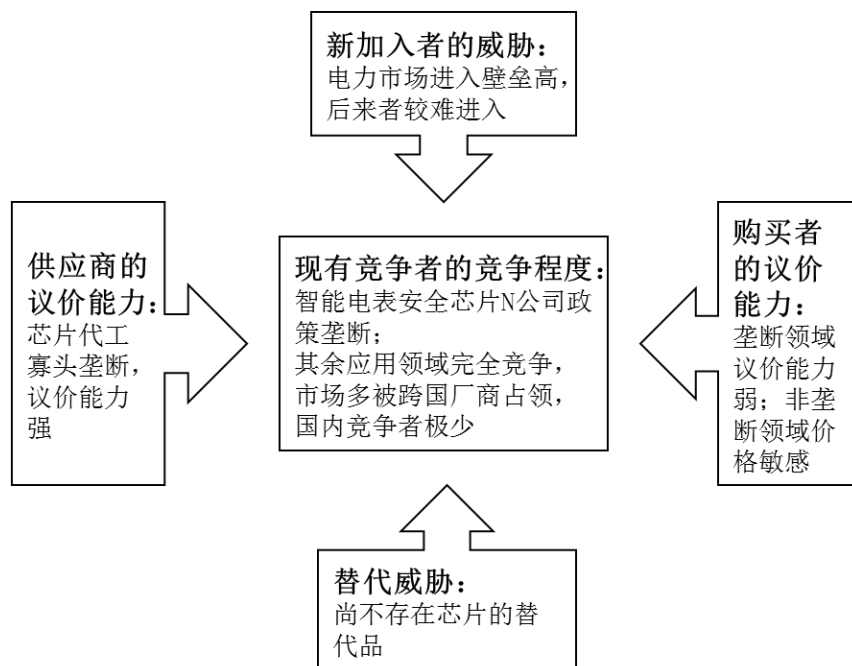 新加入者的威胁：
电力市场进入壁垒高，
后来者较难进入
供应商的
议价能力：
芯片代工
寡头垄断，
议价能力
强
现有竞争者的竞争程度：
智能电表安全芯片N公司政
策垄断；
其余应用领域完全竞争，
市场多被跨国厂商占领，
国内竞争者极少
购买者
的议价
能力：
垄断领域
议价能力
弱；非垄
断领域价
格敏感
替代威胁：
尚不存在芯片的替
代品